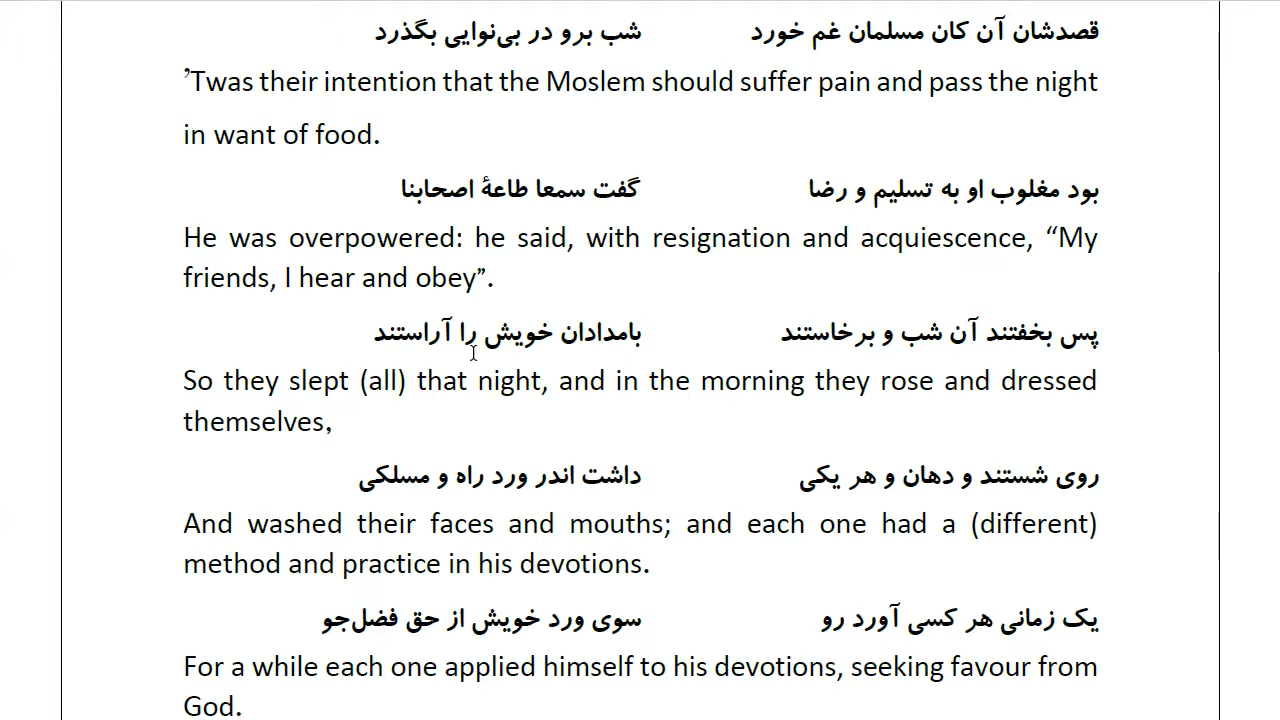 قصدشان آن کان مسلمان غم خورد شب برو در بی‌نوایی بگذرد
’Twas their intention that the Moslem should suffer pain and pass the night
in want of food.
بود مغلوب او به تسلیم و رضا گفت سمعا طاعهٔ اصحابنا
He was overpowered: he said, with resignation and acquiescence, “My
friends, I hear and obey”.
پس بخفتند آن شب و برخاستند بامدادان خویش را آراستند
So they slept (all) that night, and in the morning they rose and dressed
themselves,
روی شستند و دهان و هر یکی داشت اندر ورد راه و مسلکی
And washed their faces and mouths; and each one had a (different)
method and practice in his devotions.
یک زمانی هر کسی آورد رو سوی ورد خویش از حق فضل‌جو
For a while each one applied himself to his devotions, seeking favour from
God.